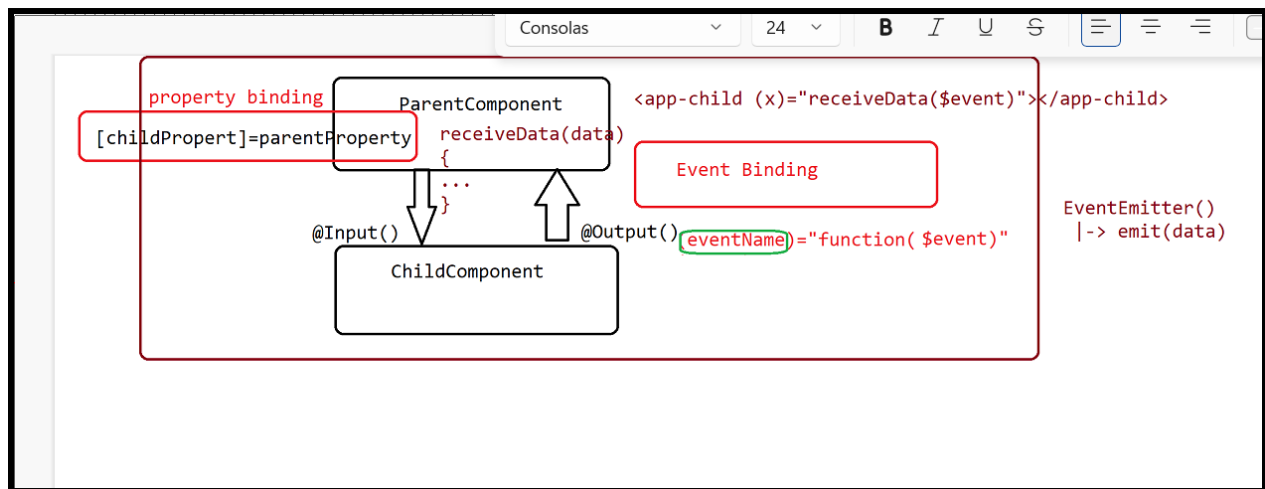 Consolas
24
B I U S
property binding
ParentComponent
<app-child (x)="receiveData($event)"></app-child>
[childPropert]=parentProperty
receiveData(data)
{
...
}
Event Binding
@Input()
@Output()
(eventName)="function( $event)"
EventEmitter()
|-> emit(data)
ChildComponent